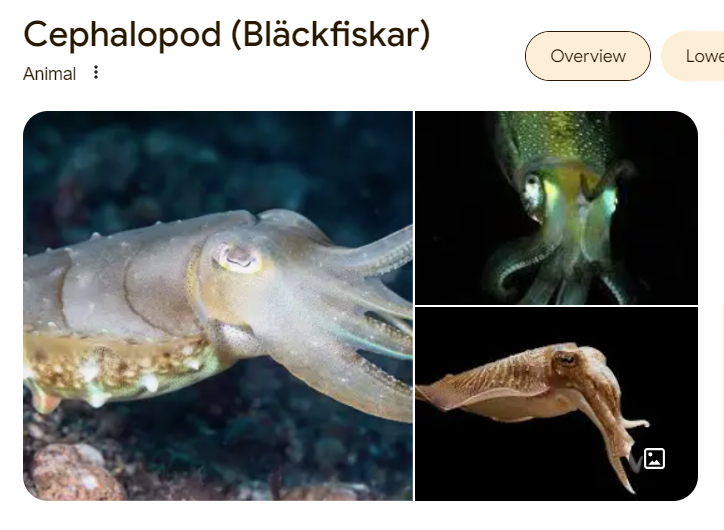 Cephalopod (Bläckfiskar)
Animal
Overview
Lowe